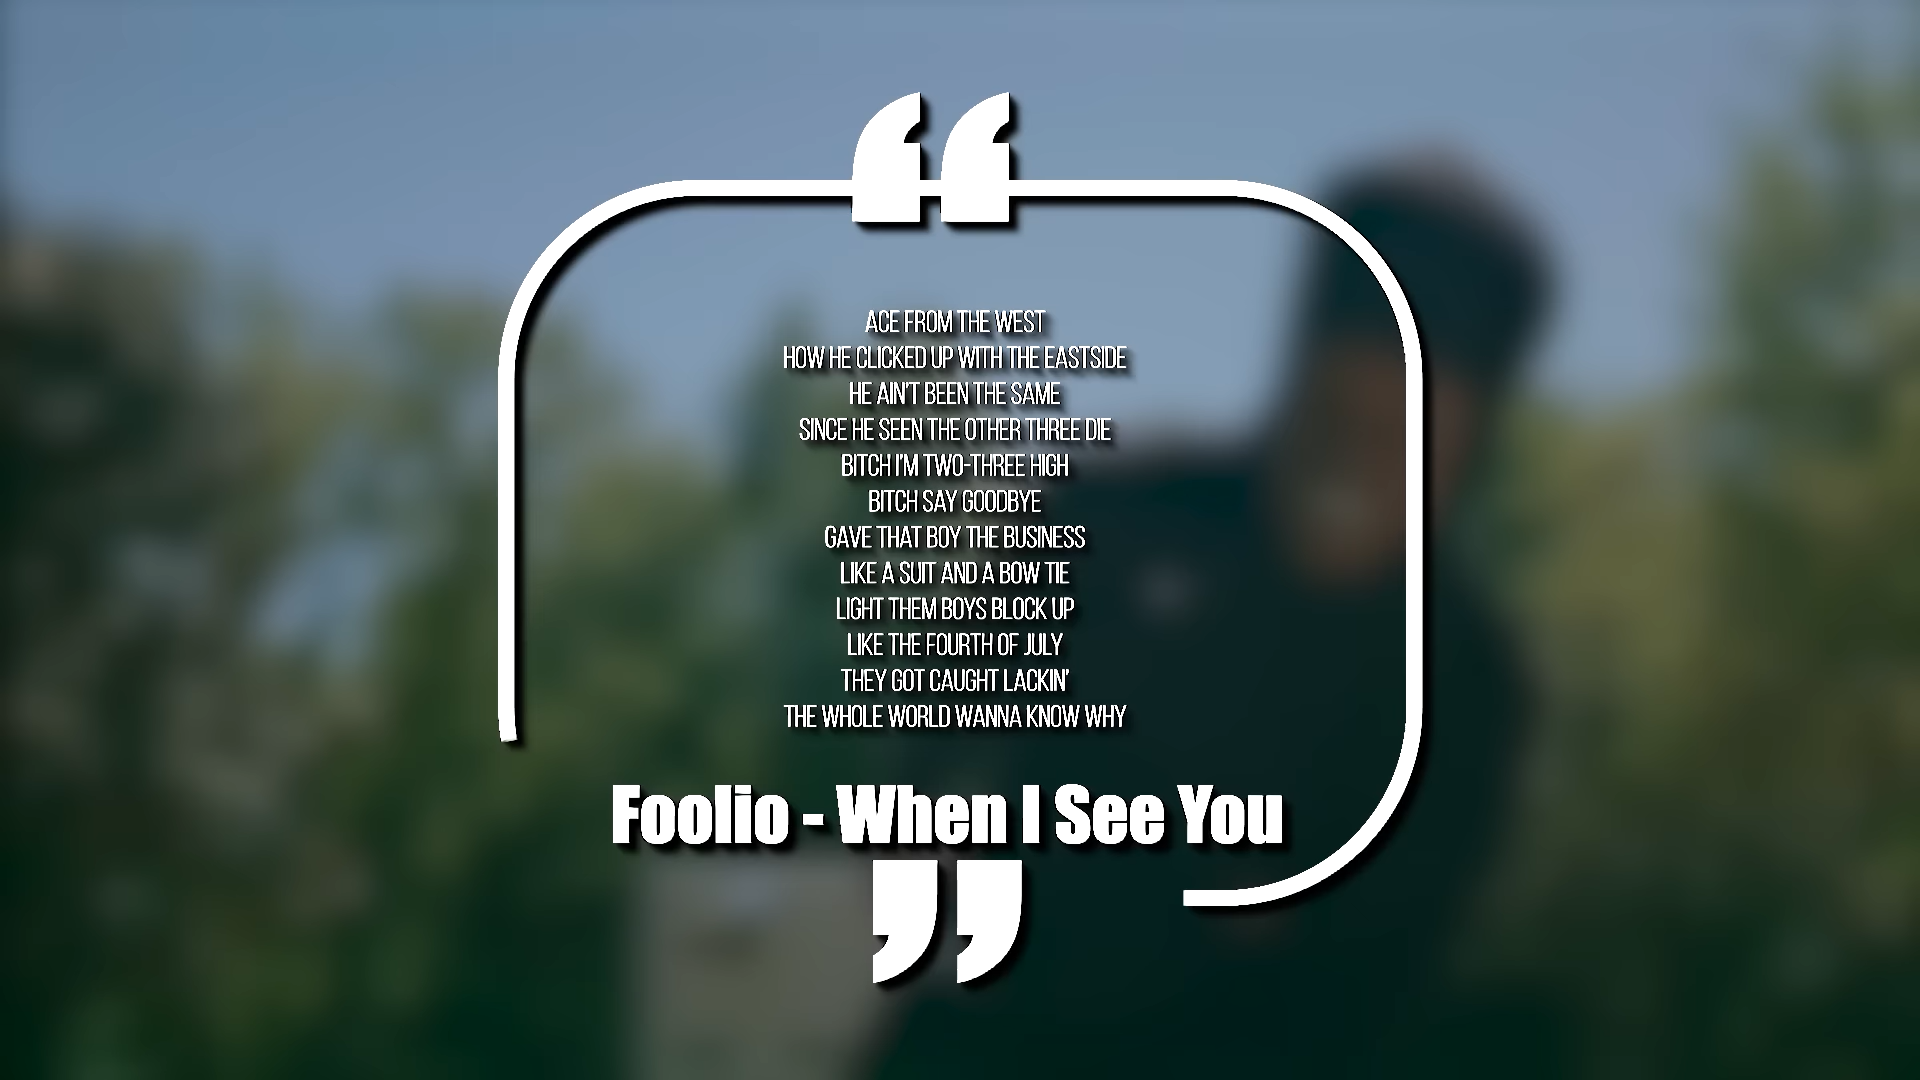 ACE FROM THE WEST
HOW HE CLICKED UP WITH THE EASTSIDE
HE AIN'T BEEN THE SAME
SINCE HE SEEN THE OTHER THREE DIE
BITCH I'M TWO-THREE HIGH
BITCH SAY GOODBYE
GAVE THAT BOY THE BUSINESS
LIKE A SUIT AND A BOW TIE
LIGHT THEM BOYS BLOCK UP
LIKE THE FOURTH OF JULY
THEY GOT CAUGHT LACKIN'
THE WHOLE WORLD WANNA KNOW WHY
Foolio - When I See You